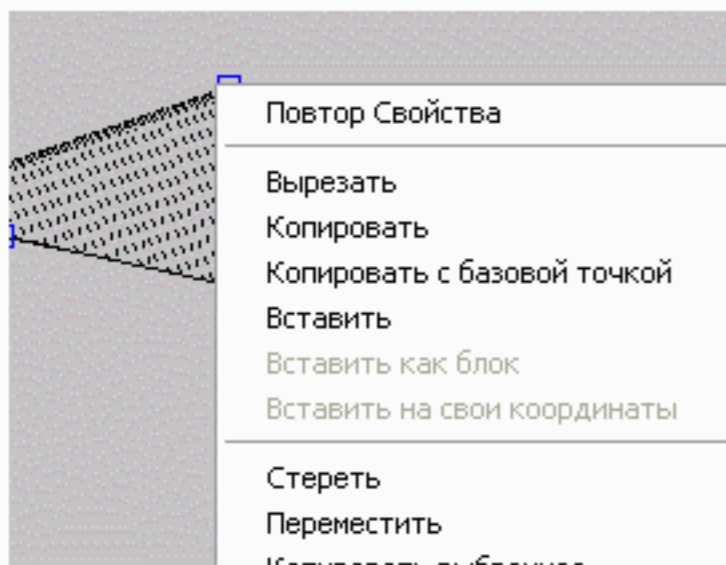 Повтор Свойства
Вырезать
Копировать
Копировать с базовой точкой
Вставить
Вставить как блок
Вставить на свои координаты
Стереть
Переместить